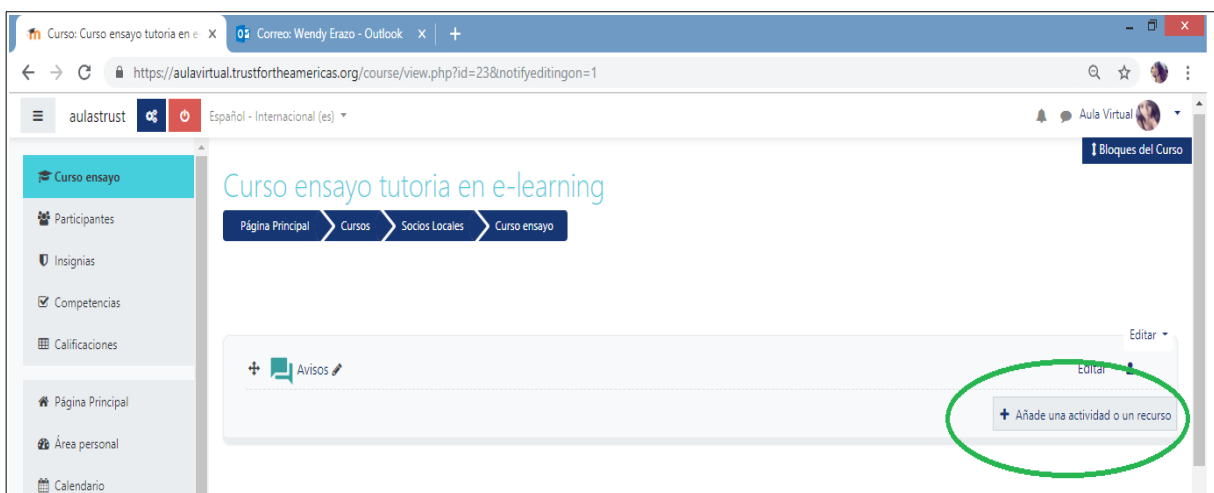 Curso: Curso ensayo tutoria en e-
Correo: Wendy Erazo - Outlook
https://aulavirtual.trustfortheamericas.org/course/view.php?id=23&notifyeditingon=1
aulastrust
Español - Internacional (es)
Aula Virtual
Bloques del Curso
Curso ensayo
Curso ensayo tutoria en e-learning
Participantes
Página Principal Cursos Socios Locales Curso ensayo
Insignias
Competencias
Calificaciones
Editar
Avisos
Editar
+ Añade una actividad o un recurso
Página Principal
Área personal
Calendario